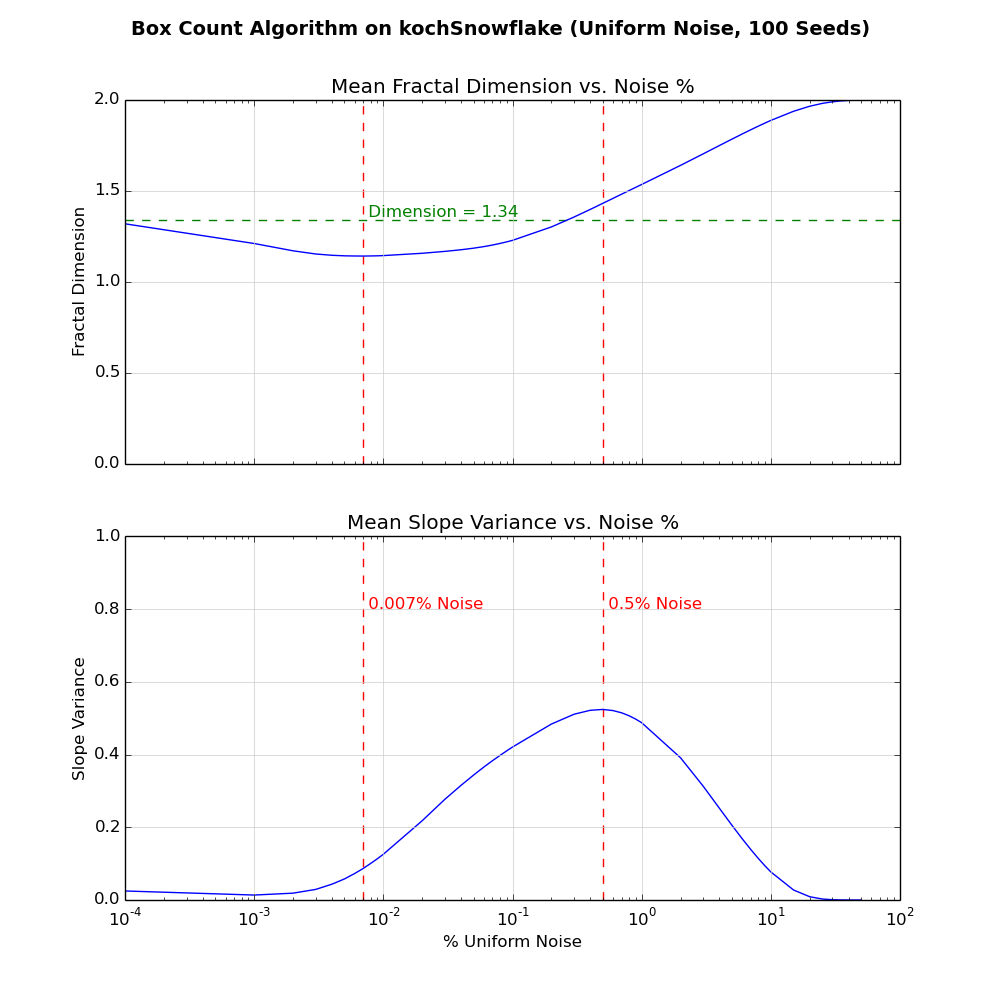 Box Count Algorithm on kochSnowflake (Uniform Noise, 100 Seeds)
Mean Fractal Dimension vs. Noise %
2.0
1.5
1.0
0.5
0.0
Fractal Dimension
Dimension = 1.34
Mean Slope Variance vs. Noise %
1.0
0.8
0.6
0.4
0.2
0.0
Slope Variance
0.007% Noise
0.5% Noise
10^-4
10^-3
10^-2
10^-1
10^0
10^1
10^2
% Uniform Noise